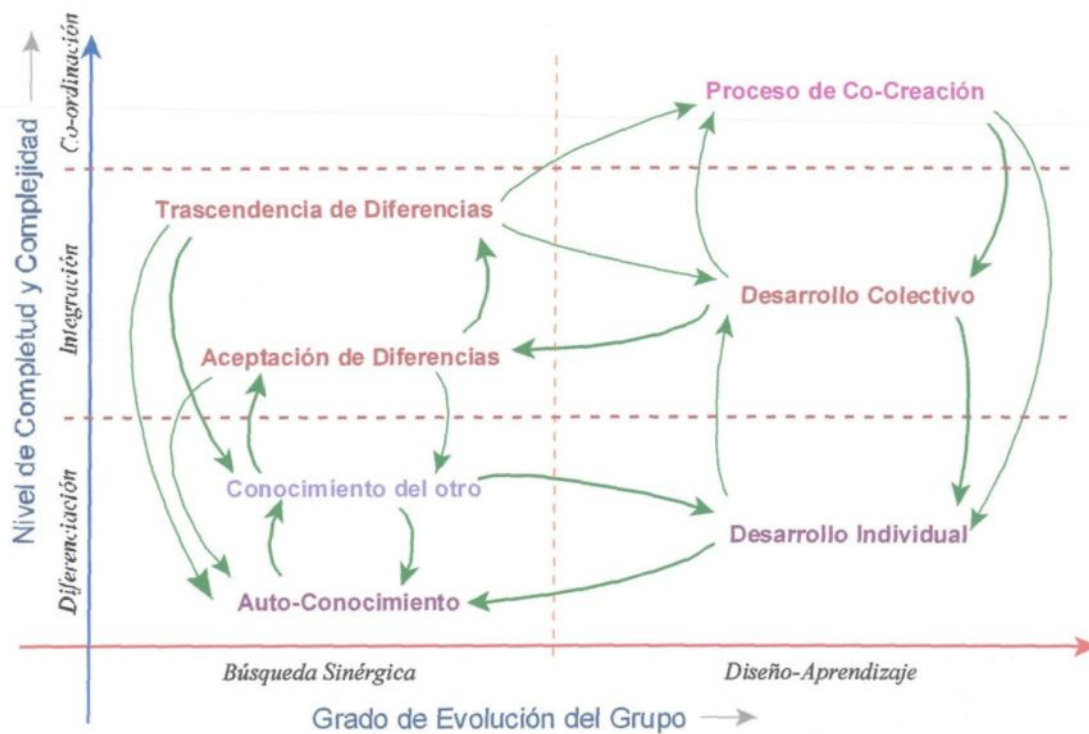 Nivel de Completud y Complejidad
Co-ordinación
Integración
Diferenciación
Proceso de Co-Creación
Trascendencia de Diferencias
Desarrollo Colectivo
Aceptación de Diferencias
Conocimiento del otro
Desarrollo Individual
Auto-Conocimiento
Búsqueda Sinérgica
Diseño-Aprendizaje
Grado de Evolución del Grupo